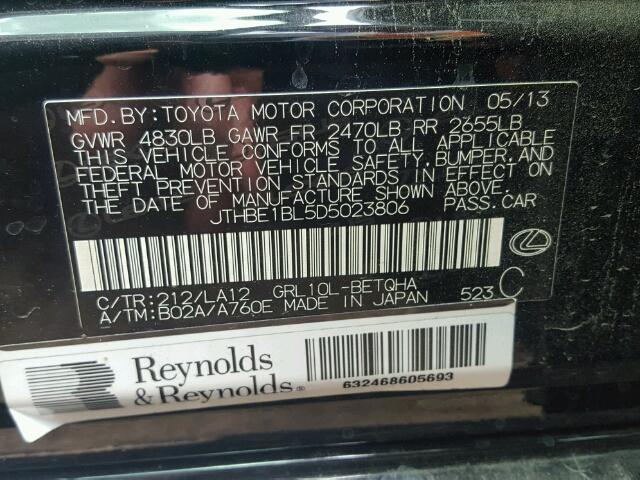 MFD.BY:TOYOTA MOTOR CORPORATION 05/13
GVWR 4830LB GAWR FR 2470LB RR 2655LB
THIS VEHICLE CONFORMS TO ALL APPLICABLE
FEDERAL MOTOR VEHICLE SAFETY,BUMPER,AND
THEFT PREVENTION STANDARDS IN EFFECT ON
THE DATE OF MANUFACTURE SHOWN ABOVE.
JTHBE1BL5D5023806 PASS.CAR
C/TR:212/LA12 GRL10L-BETQHA C
A/TM:B02A/A760E MADE IN JAPAN 523
Reynolds
& Reynolds®
632468605693